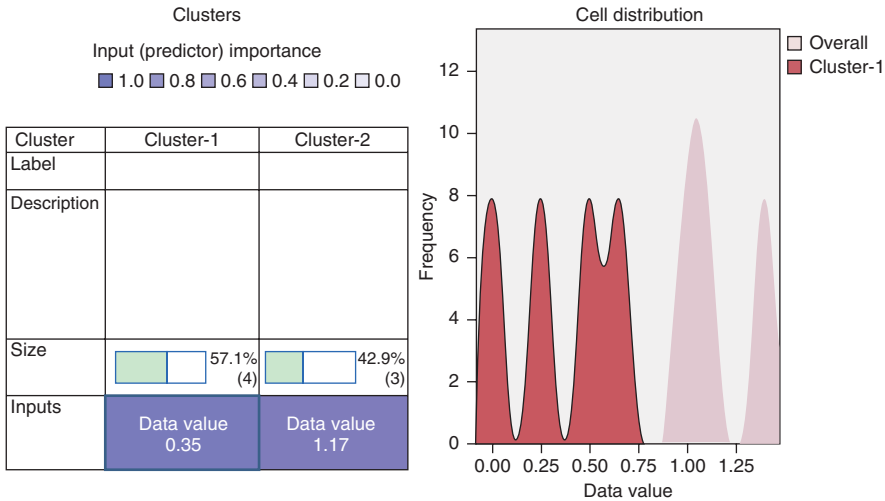 Clusters
Input (predictor) importance
1.0 0.8 0.6 0.4 0.2 0.0
Cluster Cluster-1 Cluster-2
Label
Description
Size 57.1% (4) 42.9% (3)
Inputs Data value 0.35 Data value 1.17
Cell distribution
Overall
Cluster-1
Frequency
12
10
8
6
4
2
0
0.00 0.25 0.50 0.75 1.00 1.25
Data value